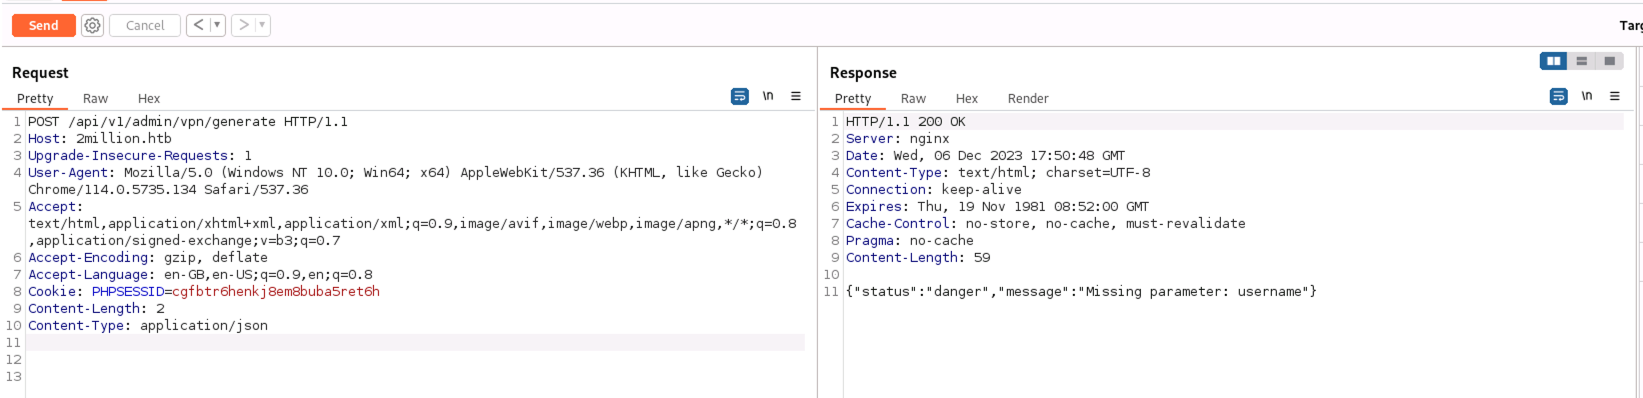 Send Cancel < >
Targ
Request
Pretty Raw Hex \n
1 POST /api/v1/admin/vpn/generate HTTP/1.1
2 Host: 2million.htb
3 Upgrade-Insecure-Requests: 1
4 User-Agent: Mozilla/5.0 (Windows NT 10.0; Win64; x64) AppleWebKit/537.36 (KHTML, like Gecko)
Chrome/114.0.5735.134 Safari/537.36
5 Accept:
text/html,application/xhtml+xml,application/xml;q=0.9,image/avif,image/webp,image/apng,*/*;q=0.8
,application/signed-exchange;v=b3;q=0.7
6 Accept-Encoding: gzip, deflate
7 Accept-Language: en-GB,en-US;q=0.9,en;q=0.8
8 Cookie: PHPSESSID=cgfbtr6henkj8em8buba5ret6h
9 Content-Length: 2
10 Content-Type: application/json
11
12
13
Response
Pretty Raw Hex Render \n
1 HTTP/1.1 200 OK
2 Server: nginx
3 Date: Wed, 06 Dec 2023 17:50:48 GMT
4 Content-Type: text/html; charset=UTF-8
5 Connection: keep-alive
6 Expires: Thu, 19 Nov 1981 08:52:00 GMT
7 Cache-Control: no-store, no-cache, must-revalidate
8 Pragma: no-cache
9 Content-Length: 59
10
11 {"status":"danger","message":"Missing parameter: username"}